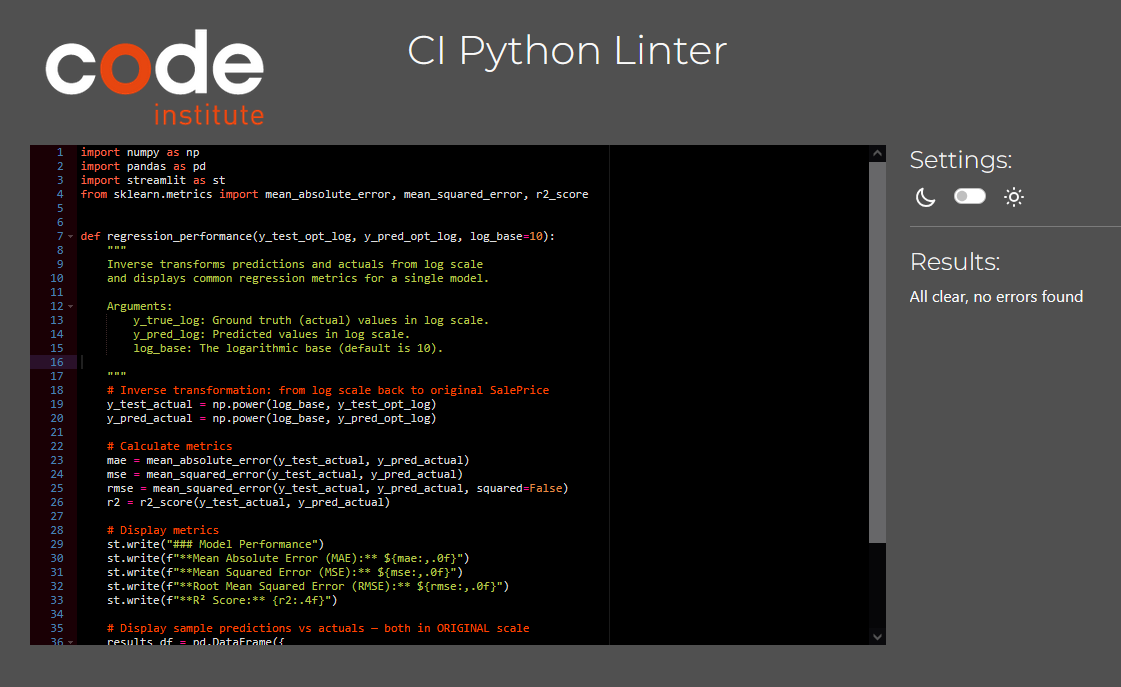 code
institute
CI Python Linter
1 import numpy as np
2 import pandas as pd
3 import streamlit as st
4 from sklearn.metrics import mean_absolute_error, mean_squared_error, r2_score
5
6
7 def regression_performance(y_test_opt_log, y_pred_opt_log, log_base=10):
8     """
9     Inverse transforms predictions and actuals from log scale
10     and displays common regression metrics for a single model.
11
12     Arguments:
13         y_true_log: Ground truth (actual) values in log scale.
14         y_pred_log: Predicted values in log scale.
15         log_base: The logarithmic base (default is 10).
16
17     """
18     # Inverse transformation: from log scale back to original SalePrice
19     y_test_actual = np.power(log_base, y_test_opt_log)
20     y_pred_actual = np.power(log_base, y_pred_opt_log)
21
22     # Calculate metrics
23     mae = mean_absolute_error(y_test_actual, y_pred_actual)
24     mse = mean_squared_error(y_test_actual, y_pred_actual)
25     rmse = mean_squared_error(y_test_actual, y_pred_actual, squared=False)
26     r2 = r2_score(y_test_actual, y_pred_actual)
27
28     # Display metrics
29     st.write("### Model Performance")
30     st.write(f"**Mean Absolute Error (MAE):** ${mae:,.0f}")
31     st.write(f"**Mean Squared Error (MSE):** ${mse:,.0f}")
32     st.write(f"**Root Mean Squared Error (RMSE):** ${rmse:,.0f}")
33     st.write(f"**R² Score:** {r2:.4f}")
34
35     # Display sample predictions vs actuals — both in ORIGINAL scale
36     results_df = pd.DataFrame({
Settings:
Results:
All clear, no errors found